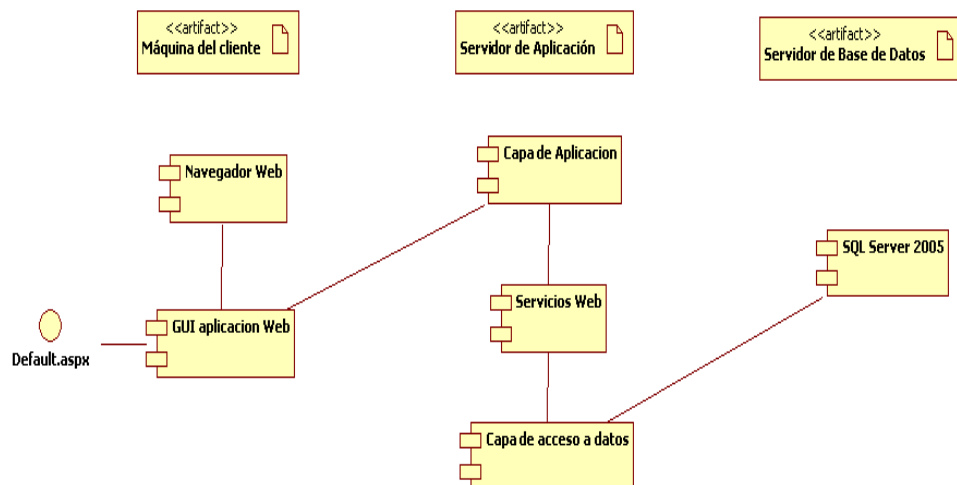 <<artifact>>
Máquina del cliente
<<artifact>>
Servidor de Aplicación
<<artifact>>
Servidor de Base de Datos
Navegador Web
Capa de Aplicacion
SQL Server 2005
GUI aplicacion Web
Servicios Web
Default.aspx
Capa de acceso a datos